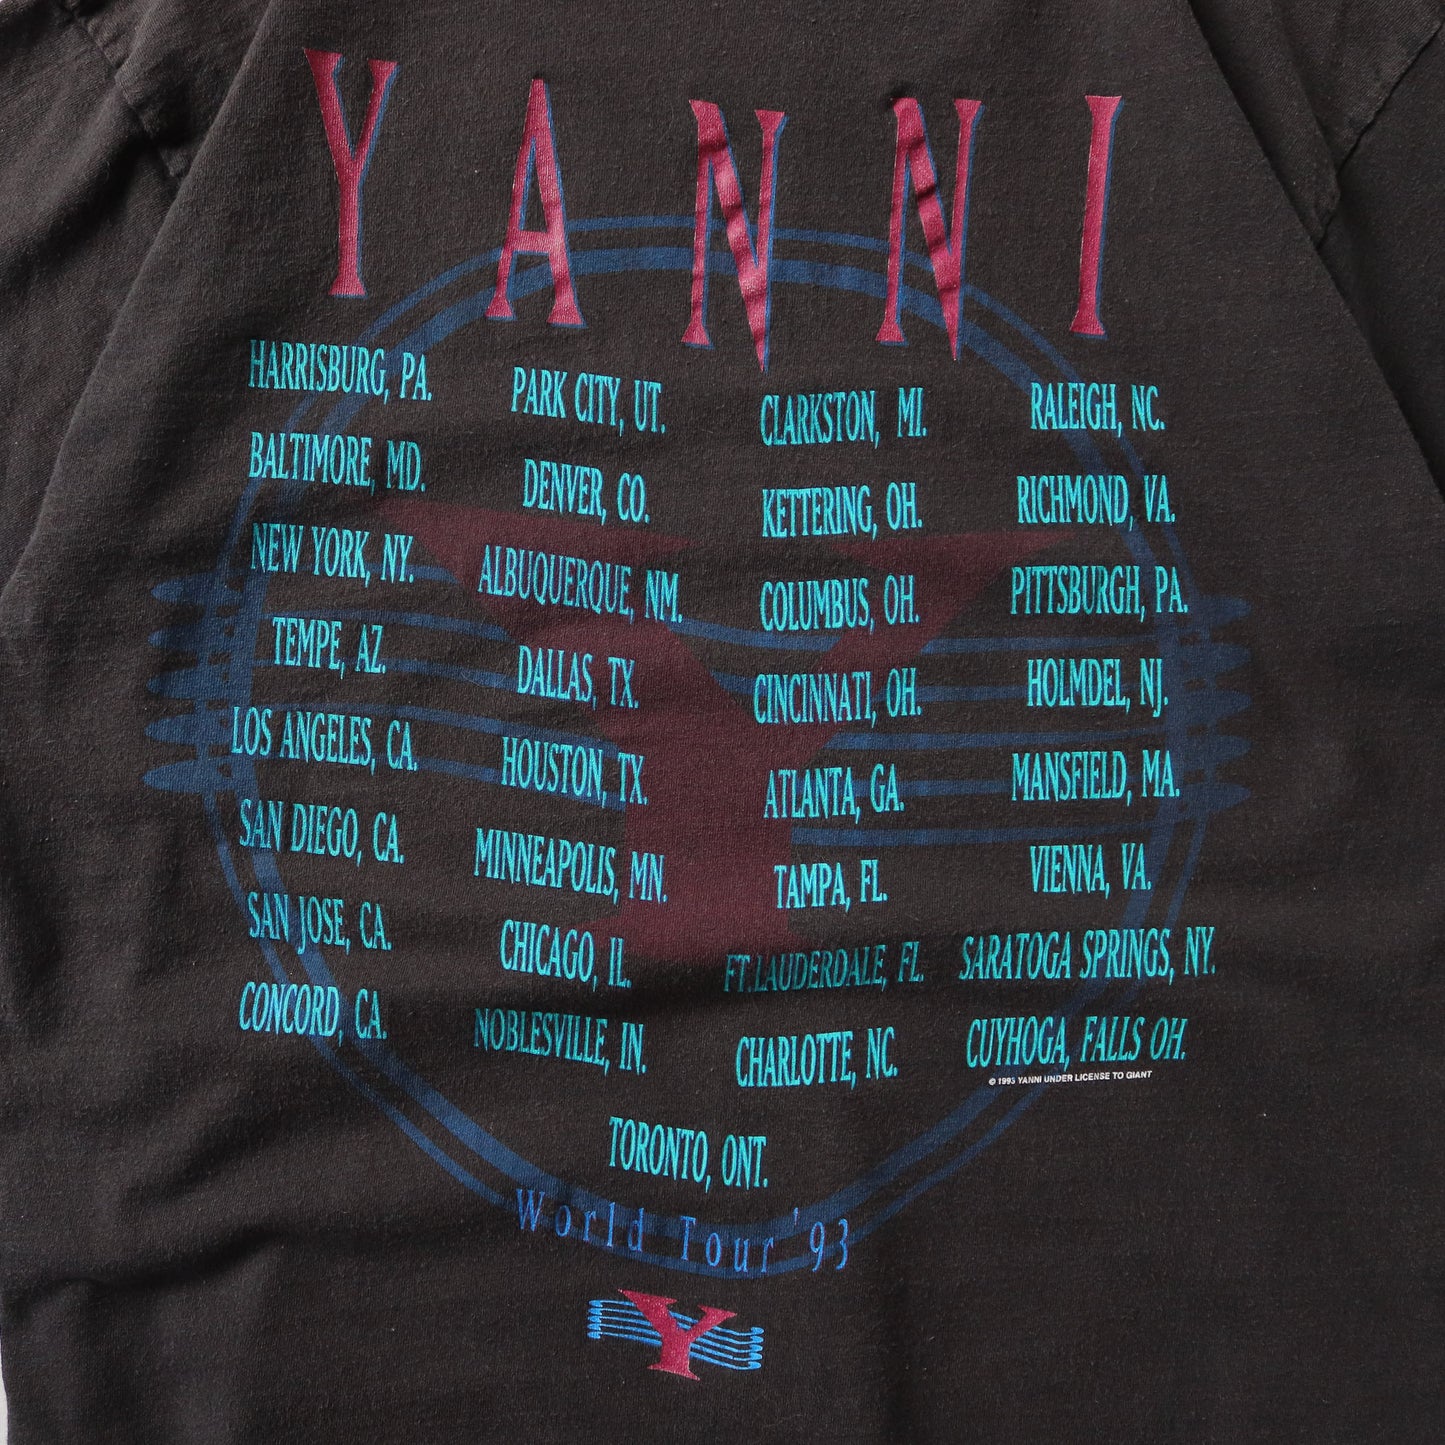 YANNI
HARRISBURG, PA.
BALTIMORE, MD.
NEW YORK, NY.
TEMPE, AZ.
LOS ANGELES, CA.
SAN DIEGO, CA.
SAN JOSE, CA.
CONCORD, CA.
PARK CITY, UT.
DENVER, CO.
ALBUQUERQUE, NM.
DALLAS, TX.
HOUSTON, TX.
MINNEAPOLIS, MN.
CHICAGO, IL.
NOBLESVILLE, IN.
CLARKSTON, MI.
KETTERING, OH.
COLUMBUS, OH.
CINCINNATI, OH.
ATLANTA, GA.
TAMPA, FL.
FT.LAUDERDALE, FL.
CHARLOTTE, NC.
RALEIGH, NC.
RICHMOND, VA.
PITTSBURGH, PA.
HOLMDEL, NJ.
MANSFIELD, MA.
VIENNA, VA.
SARATOGA SPRINGS, NY.
CUYHOGA, FALLS OH.
© 1993 YANNI UNDER LICENSE TO GIANT
TORONTO, ONT.
World Tour '93
Y